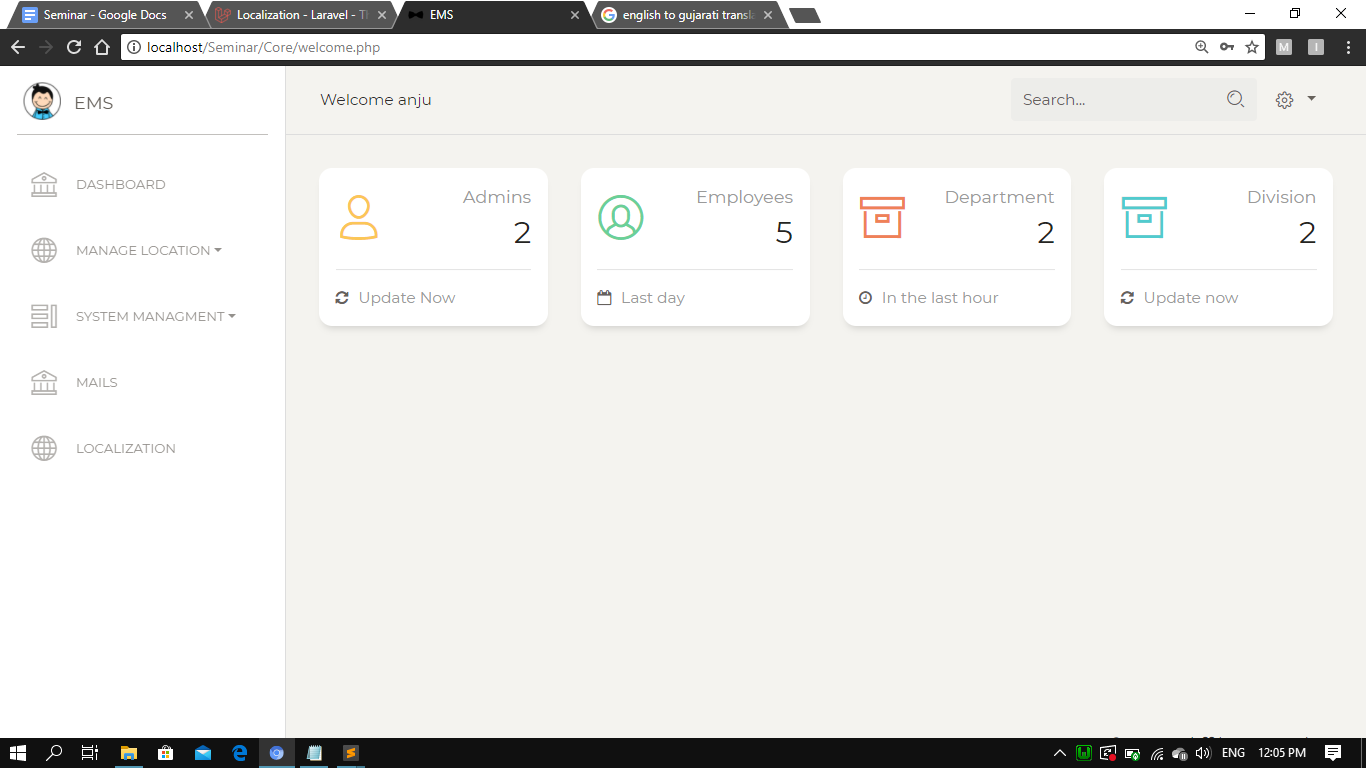 Seminar - Google Docs
Localization - Laravel - Th
EMS
english to gujarati transla
localhost/Seminar/Core/welcome.php
M
I
EMS
Welcome anju
Search...
DASHBOARD
MANAGE LOCATION
SYSTEM MANAGMENT
MAILS
LOCALIZATION
Admins
2
Update Now
Employees
5
Last day
Department
2
In the last hour
Division
2
Update now
ENG
12:05 PM